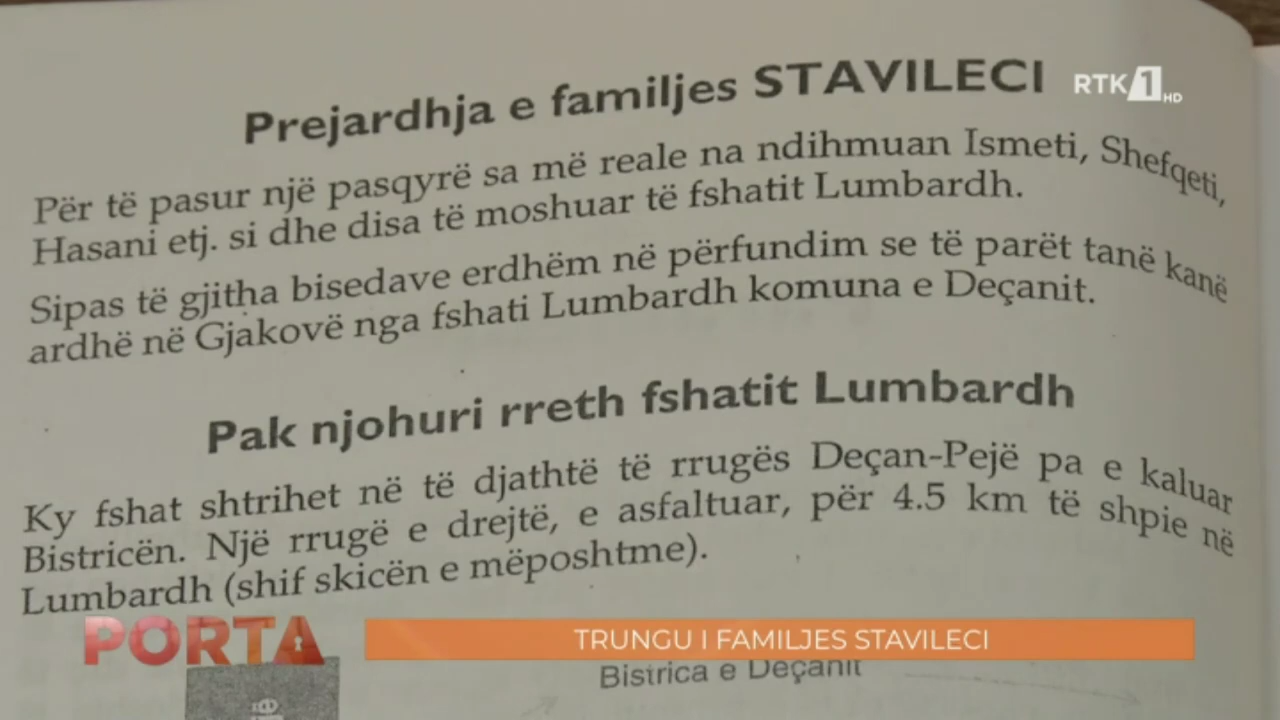 Prejardhja e familjes STAVILECI
RTK 1 HD
Për të pasur një pasqyrë sa më reale na ndihmuan Ismeti, Shefqeti,
Hasani etj. si dhe disa të moshuar të fshatit Lumbardh.
Sipas të gjitha bisedave erdhëm në përfundim se të parët tanë kanë
ardhë në Gjakovë nga fshati Lumbardh komuna e Deçanit.
Pak njohuri rreth fshatit Lumbardh
Ky fshat shtrihet në të djathtë të rrugës Deçan-Pejë pa e kaluar
Bistricën. Një rrugë e drejtë, e asfaltuar, për 4.5 km të shpie në
Lumbardh (shif skicën e mëposhtme).
PORTA
TRUNGU I FAMILJES STAVILECI
Bistrica e Deçanit